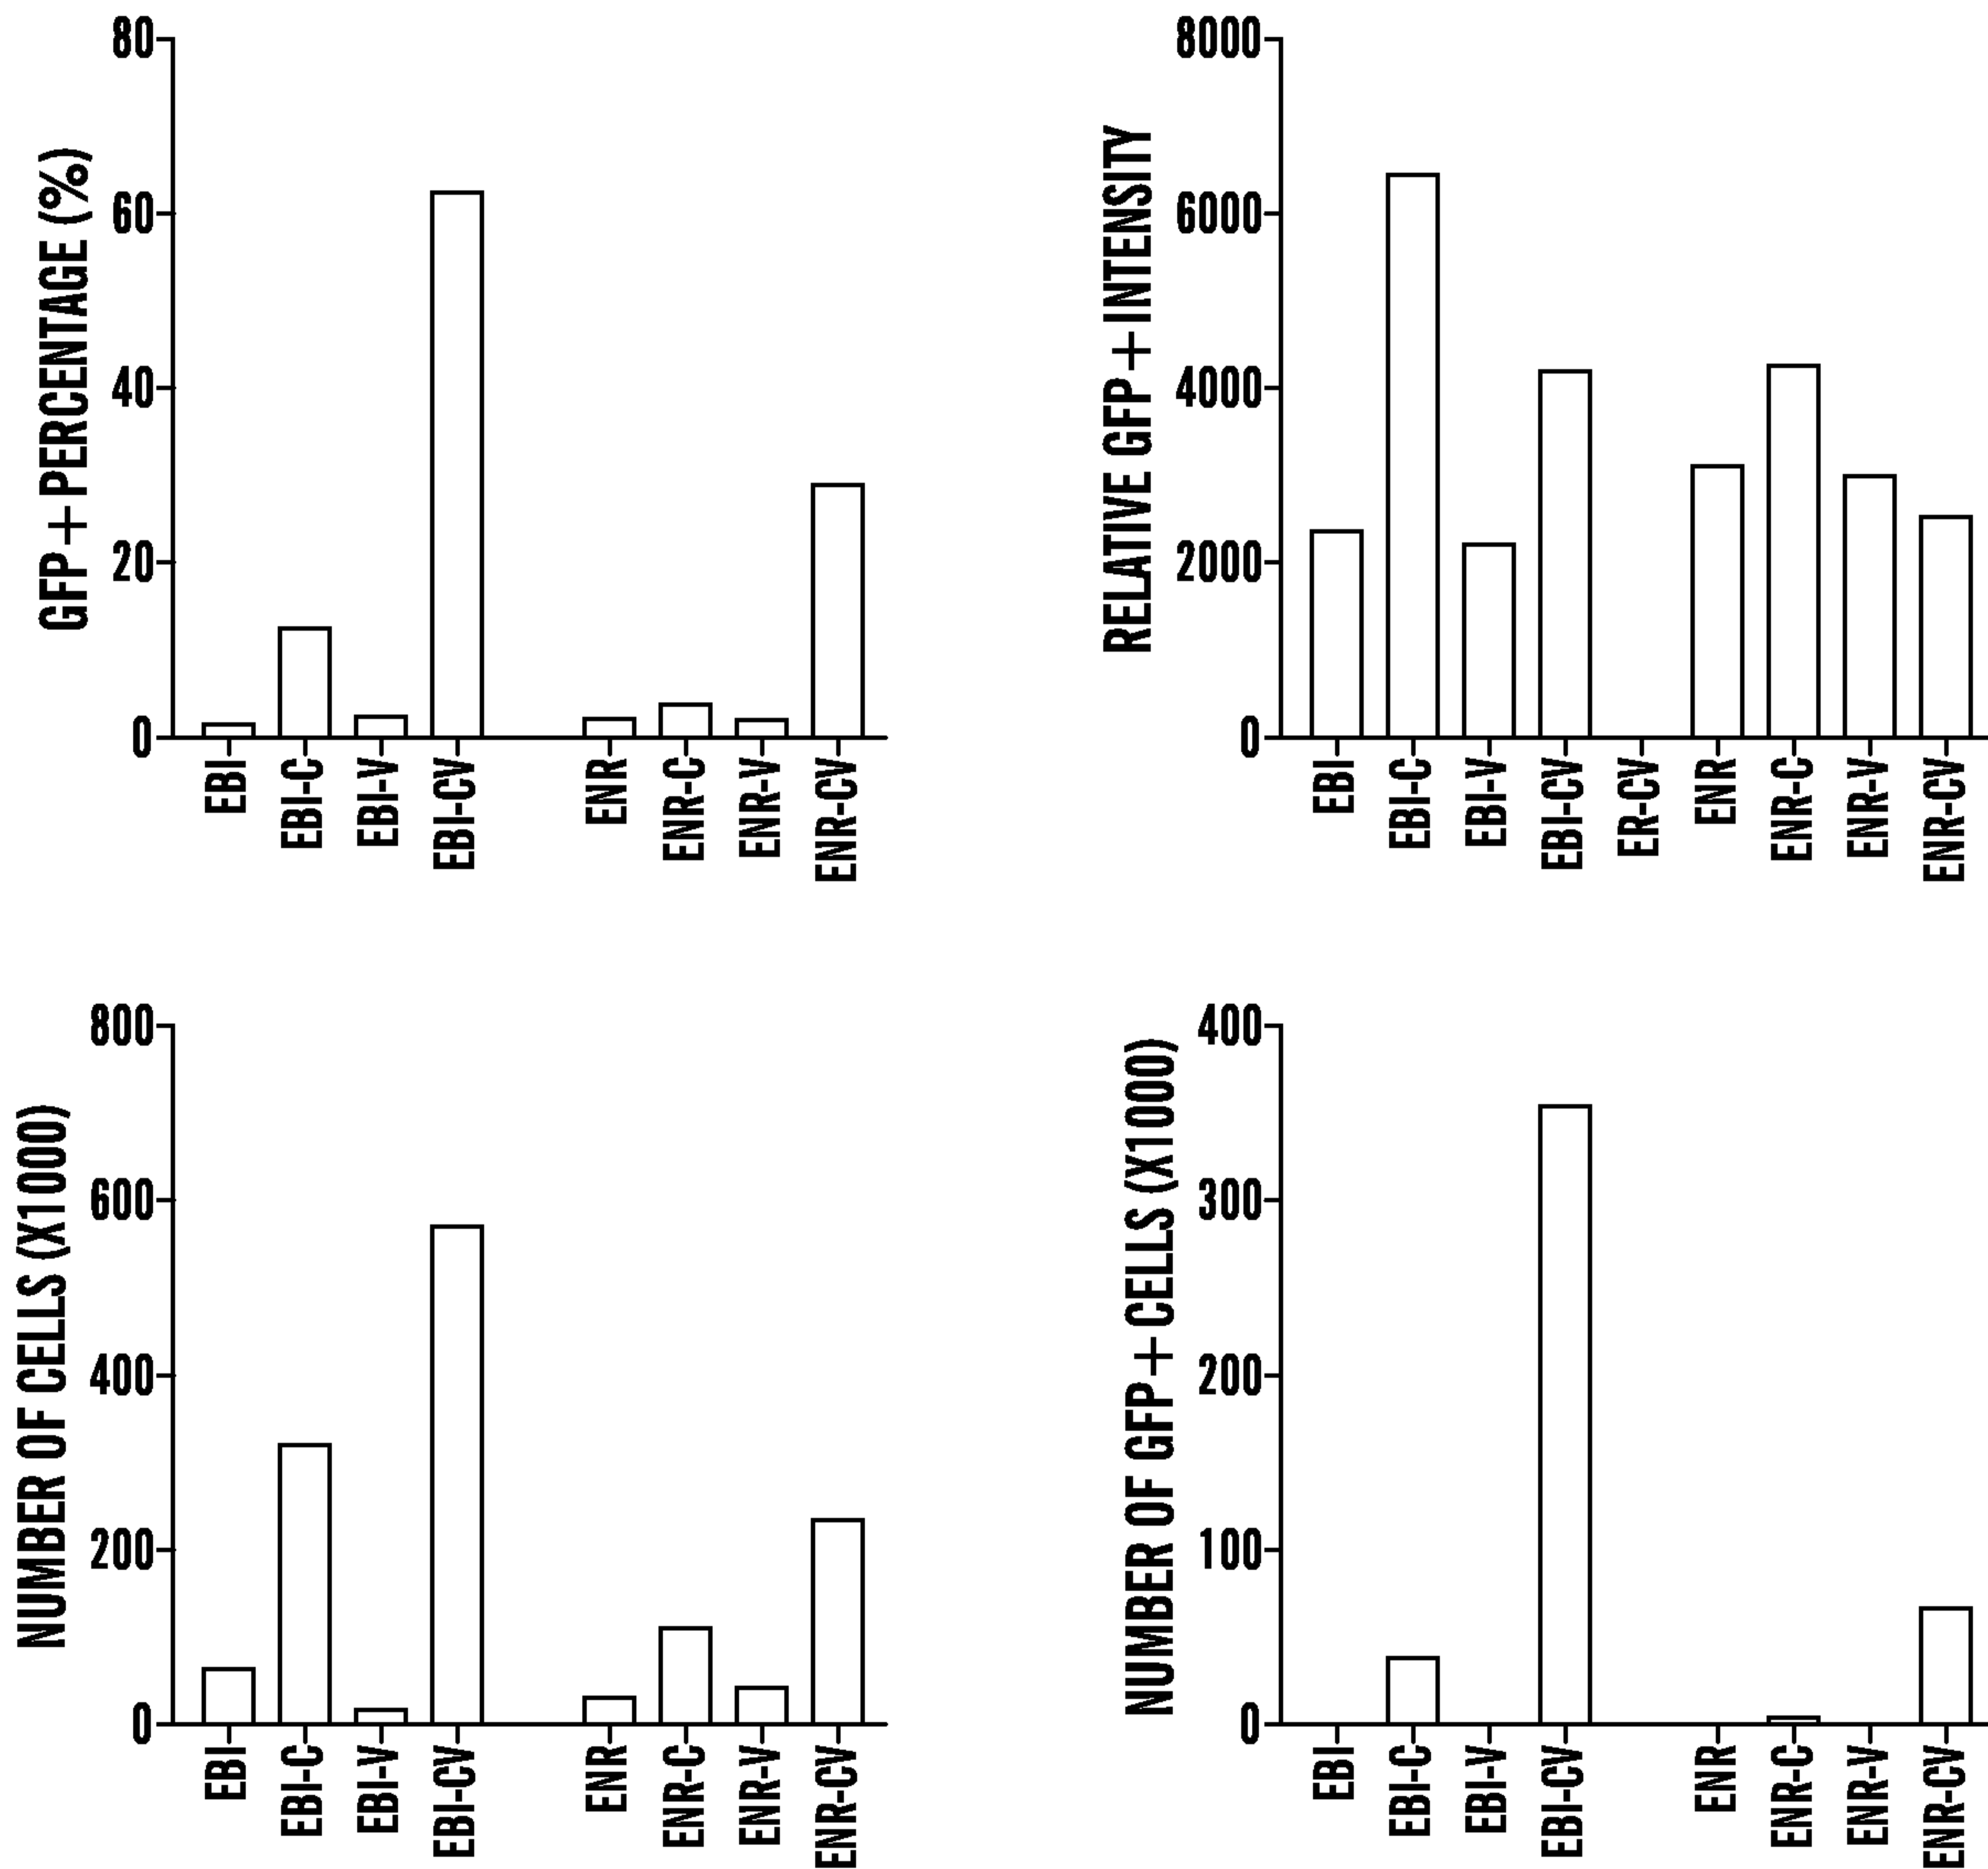 GFP+PERCENTAGE (%)
80
60
40
20
0
EBI
EBI-C
EBI-V
EBI-CV
ENR
ENR-C
ENR-V
ENR-CV
RELATIVE GFP+INTENSITY
8000
6000
4000
2000
0
EBI
EBI-C
EBI-V
EBI-CV
ER-CV
ENR
ENR-C
ENR-V
ENR-CV
NUMBER OF CELLS (X1000)
800
600
400
200
0
EBI
EBI-C
EBI-V
EBI-CV
ENR
ENR-C
ENR-V
ENR-CV
NUMBER OF GFP+CELLS (X1000)
400
300
200
100
0
EBI
EBI-C
EBI-V
EBI-CV
ENR
ENR-C
ENR-V
ENR-CV